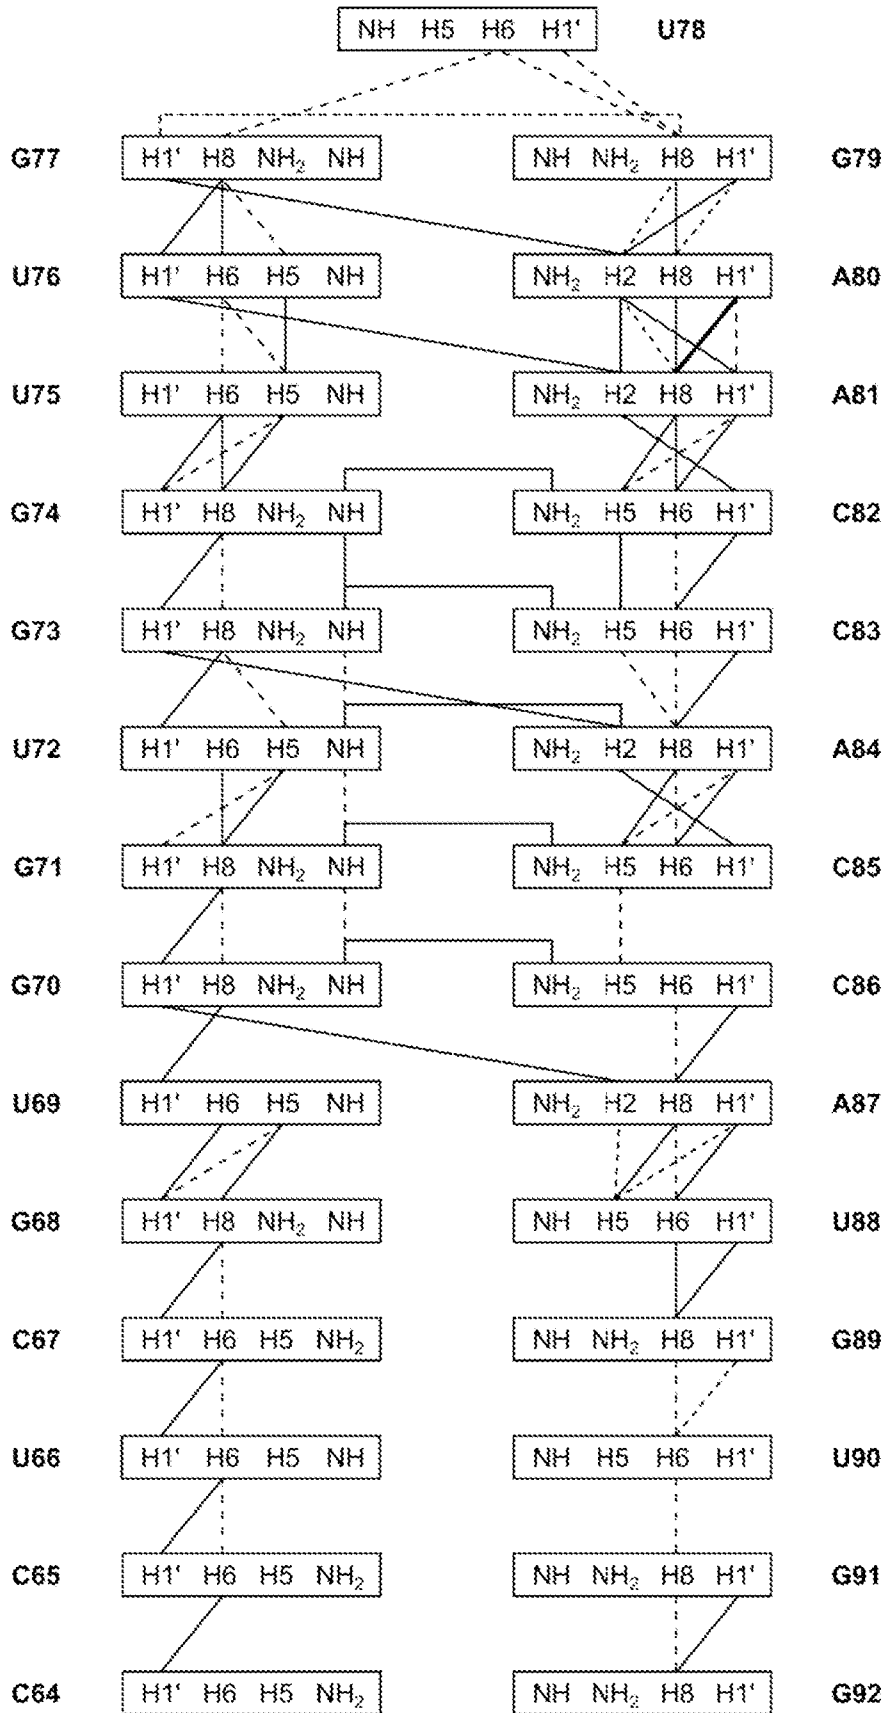 NH H5 H6 H1' U78
G77 H1' H8 NH₂ NH NH NH₂ H8 H1' G79
U76 H1' H6 H5 NH NH₂ H2 H8 H1' A80
U75 H1' H6 H5 NH NH₂ H2 H8 H1' A81
G74 H1' H8 NH₂ NH NH₂ H5 H6 H1' C82
G73 H1' H8 NH₂ NH NH₂ H5 H6 H1' C83
U72 H1' H6 H5 NH NH₂ H2 H8 H1' A84
G71 H1' H8 NH₂ NH NH₂ H5 H6 H1' C85
G70 H1' H8 NH₂ NH NH₂ H5 H6 H1' C86
U69 H1' H6 H5 NH NH₂ H2 H8 H1' A87
G68 H1' H8 NH₂ NH NH H5 H6 H1' U88
C67 H1' H6 H5 NH₂ NH NH₂ H8 H1' G89
U66 H1' H6 H5 NH NH H5 H6 H1' U90
C65 H1' H6 H5 NH₂ NH NH₂ H8 H1' G91
C64 H1' H6 H5 NH₂ NH NH₂ H8 H1' G92